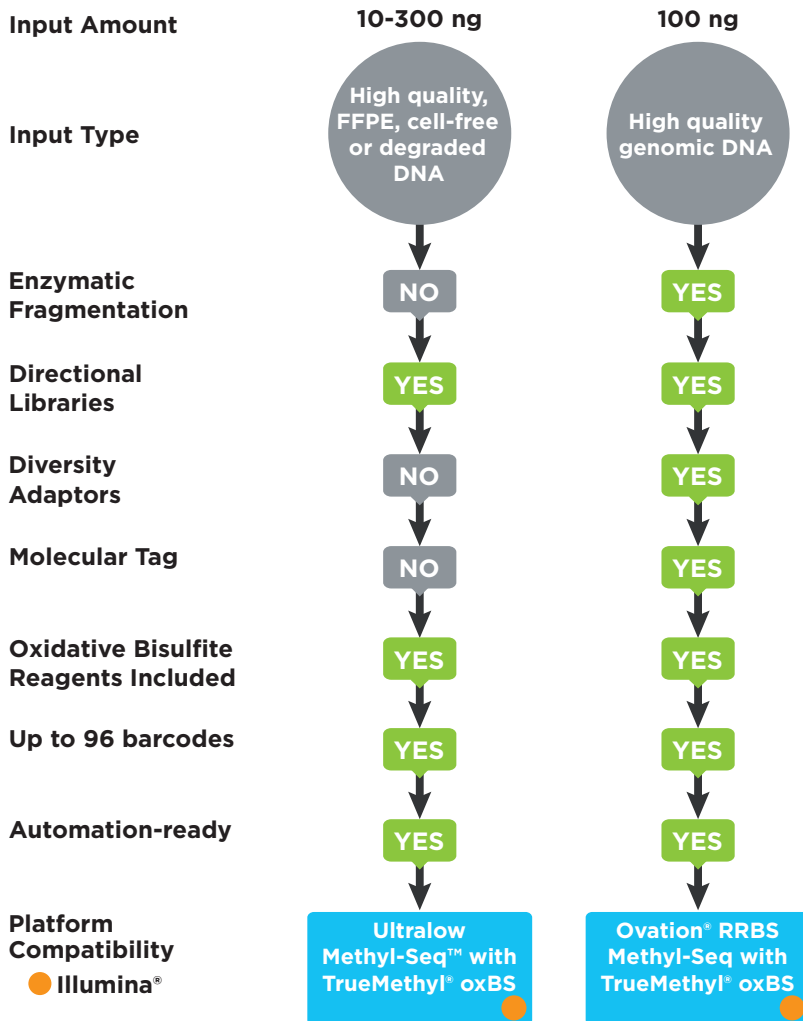 Input Amount
10-300 ng
100 ng
Input Type
High quality,
FFPE, cell-free
or degraded
DNA
High quality
genomic DNA
Enzymatic
Fragmentation
NO
YES
Directional
Libraries
YES
YES
Diversity
Adaptors
NO
YES
Molecular Tag
NO
YES
Oxidative Bisulfite
Reagents Included
YES
YES
Up to 96 barcodes
YES
YES
Automation-ready
YES
YES
Platform
Compatibility
Illumina®
Ultralow
Methyl-Seq™ with
TrueMethyl® oxBS
Ovation® RRBS
Methyl-Seq with
TrueMethyl® oxBS